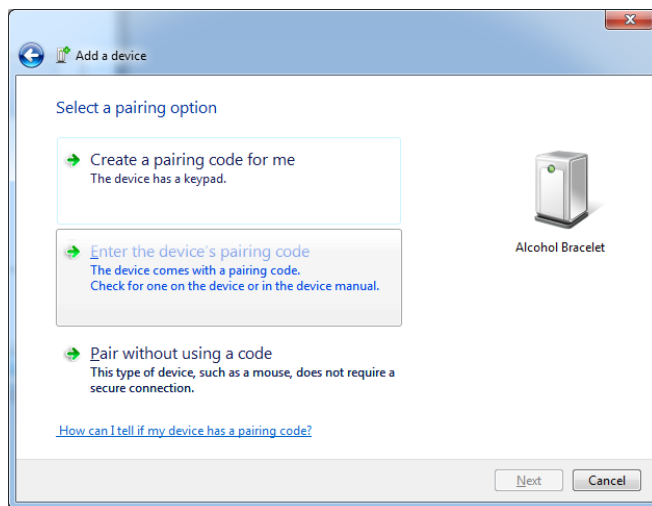 Add a device
Select a pairing option
Create a pairing code for me
The device has a keypad.
Enter the device's pairing code
The device comes with a pairing code.
Check for one on the device or in the device manual.
Alcohol Bracelet
Pair without using a code
This type of device, such as a mouse, does not require a
secure connection.
How can I tell if my device has a pairing code?
Next
Cancel